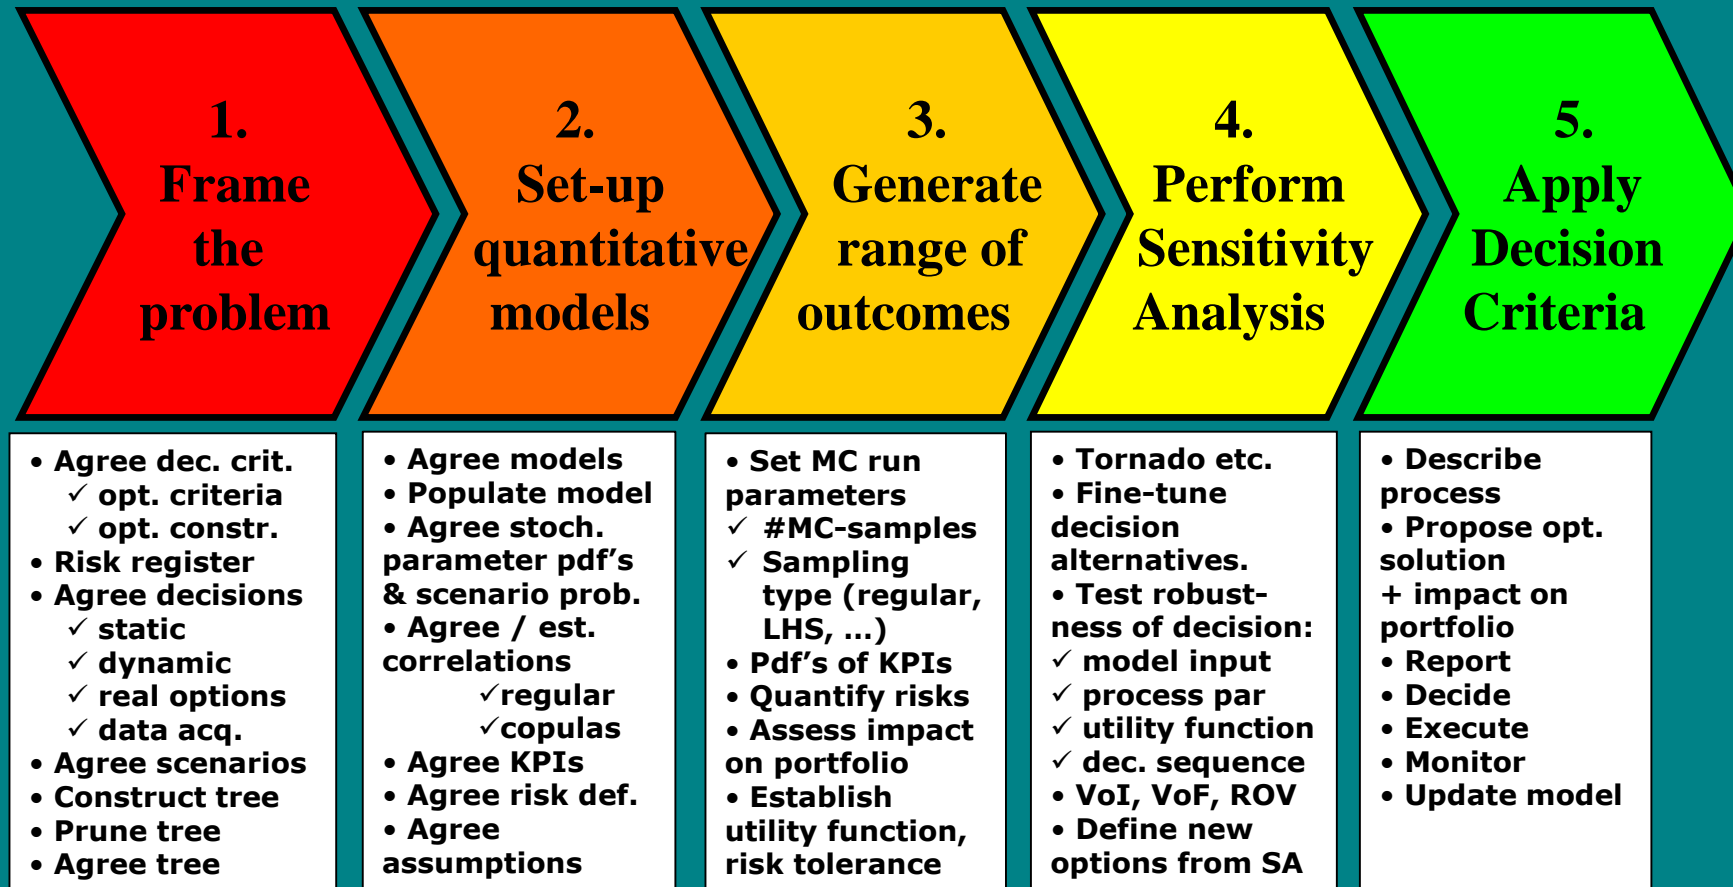 1.
Frame
the
problem
2.
Set-up
quantitative
models
3.
Generate
range of
outcomes
4.
Perform
Sensitivity
Analysis
5.
Apply
Decision
Criteria
• Agree dec. crit.
✓ opt. criteria
✓ opt. constr.
• Risk register
• Agree decisions
✓ static
✓ dynamic
✓ real options
✓ data acq.
• Agree scenarios
• Construct tree
• Prune tree
• Agree tree
• Agree models
• Populate model
• Agree stoch.
parameter pdf’s
& scenario prob.
• Agree / est.
correlations
✓regular
✓copulas
• Agree KPIs
• Agree risk def.
• Agree
assumptions
• Set MC run
parameters
✓ #MC-samples
✓ Sampling
type (regular,
LHS, …)
• Pdf’s of KPIs
• Quantify risks
• Assess impact
on portfolio
• Establish
utility function,
risk tolerance
• Tornado etc.
• Fine-tune
decision
alternatives.
• Test robust-
ness of decision:
✓ model input
✓ process par
✓ utility function
✓ dec. sequence
• VoI, VoF, ROV
• Define new
options from SA
• Describe
process
• Propose opt.
solution
+ impact on
portfolio
• Report
• Decide
• Execute
• Monitor
• Update model